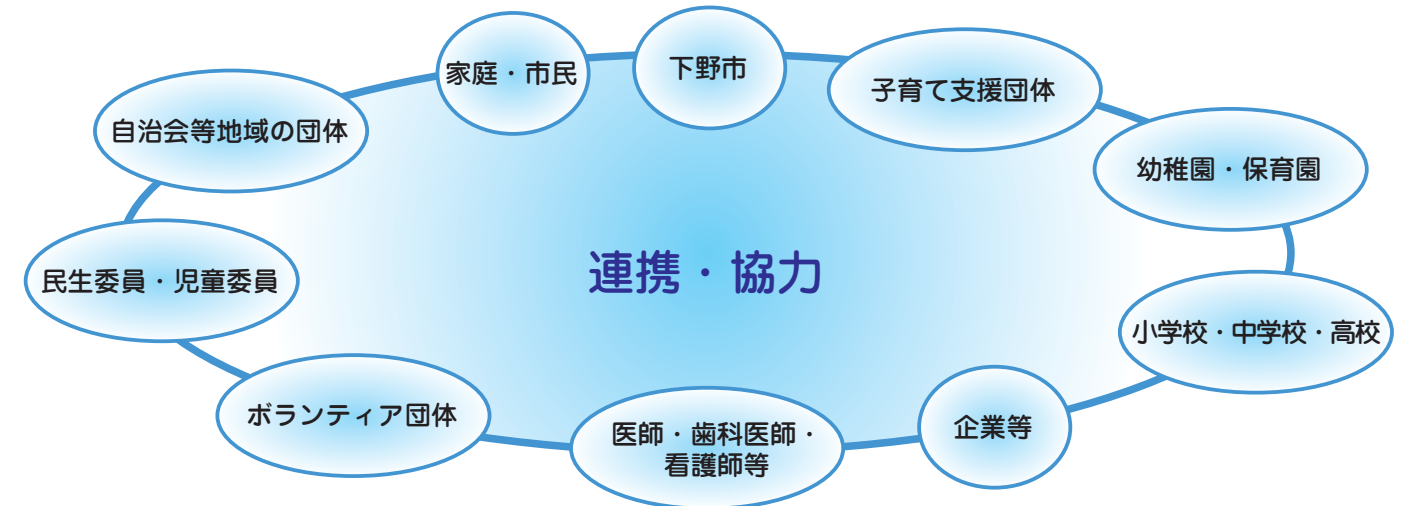 家庭・市民
下野市
子育て支援団体
自治会等地域の団体
幼稚園・保育園
連携・協力
民生委員・児童委員
小学校・中学校・高校
ボランティア団体
医師・歯科医師・
看護師等
企業等